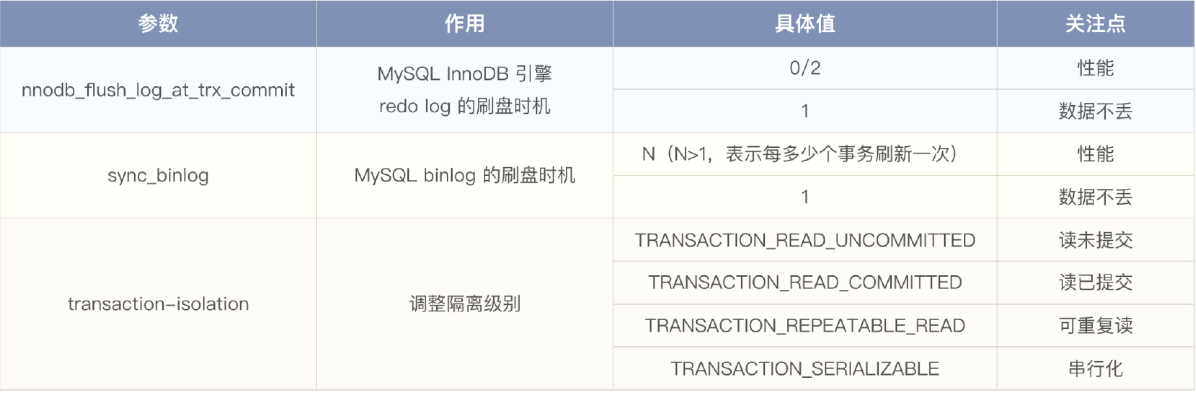 参数 作用 具体值 关注点
nnodb_flush_log_at_trx_commit
MySQL InnoDB 引擎
redo log 的刷盘时机
0/2 性能
1 数据不丢
sync_binlog
MySQL binlog 的刷盘时机
N（N>1，表示每多少个事务刷新一次） 性能
1 数据不丢
transaction-isolation
调整隔离级别
TRANSACTION_READ_UNCOMMITTED 读未提交
TRANSACTION_READ_COMMITTED 读已提交
TRANSACTION_REPEATABLE_READ 可重复读
TRANSACTION_SERIALIZABLE 串行化